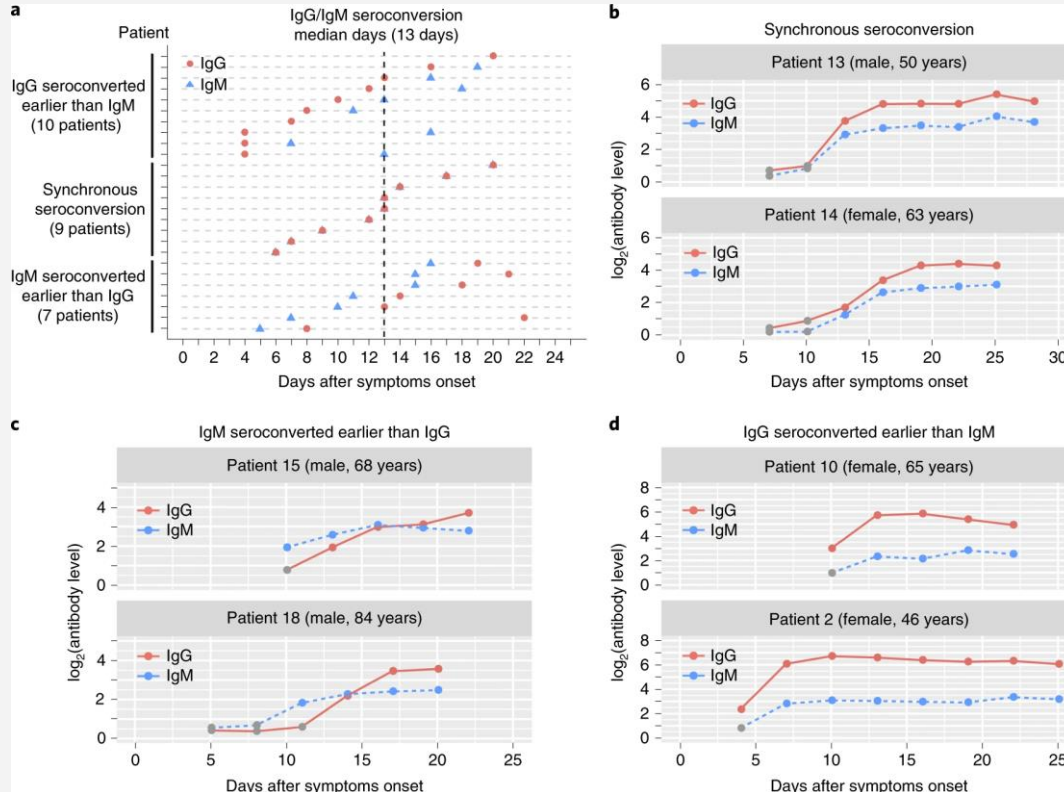 a
IgG/IgM seroconversion
median days (13 days)
Patient
IgG
IgM
IgG seroconverted
earlier than IgM
(10 patients)
Synchronous
seroconversion
(9 patients)
IgM seroconverted
earlier than IgG
(7 patients)
0 2 4 6 8 10 12 14 16 18 20 22 24
Days after symptoms onset
b
Synchronous seroconversion
Patient 13 (male, 50 years)
6
4
2
0
IgG
IgM
log2(antibody level)
Patient 14 (female, 63 years)
6
4
2
0
IgG
IgM
0 5 10 15 20 25 30
Days after symptoms onset
c
IgM seroconverted earlier than IgG
Patient 15 (male, 68 years)
4
2
0
IgG
IgM
log2(antibody level)
Patient 18 (male, 84 years)
4
2
0
IgG
IgM
0 5 10 15 20 25
Days after symptoms onset
d
IgG seroconverted earlier than IgM
Patient 10 (female, 65 years)
8
6
4
2
0
IgG
IgM
log2(antibody level)
Patient 2 (female, 46 years)
8
6
4
2
0
IgG
IgM
0 5 10 15 20 25
Days after symptoms onset